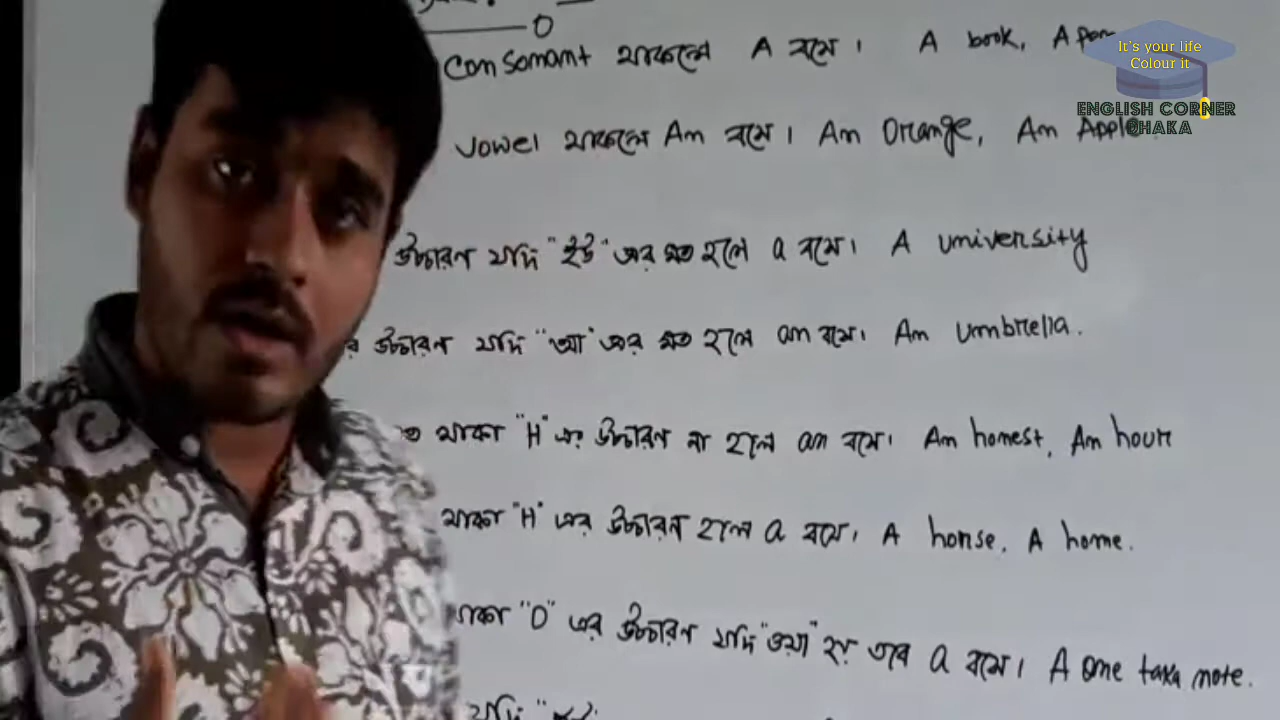 0
Consonant থাকলে A বসে। A book, A pen
It's your life
Colour it
ENGLISH CORNER
DHAKA
vowel থাকলে An বসে। An Orange, An Apple
উচ্চারণ যদি "ইউ" এর মত হলে a বসে। A university
র উচ্চারণ যদি "আ" এর মত হলে an বসে। An umbrella.
থাকা "H" এর উচ্চারণ না হলে an বসে। An honest, An hour
থাকা "H" এর উচ্চারণ হলে a বসে। A horse. A home.
থাকা "O" এর উচ্চারণ যদি "ওয়া" হয় তবে a বসে। A one taka note.
যদি